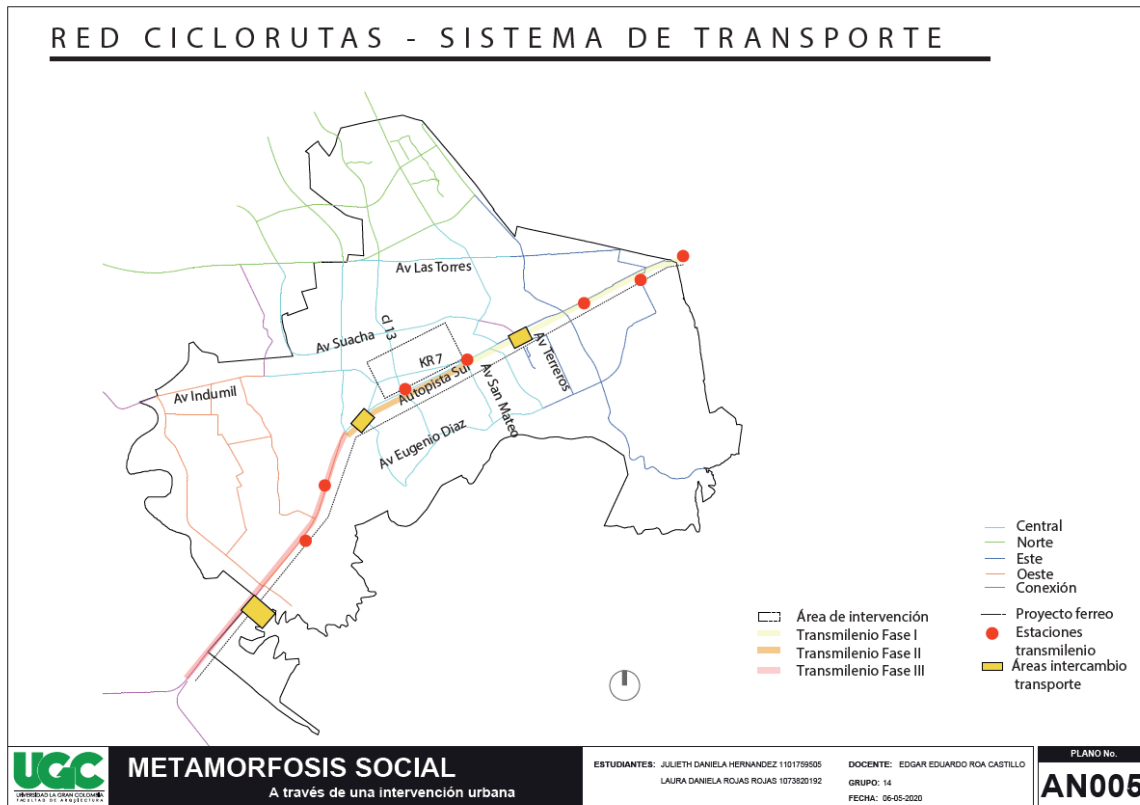 RED CICLORUTAS - SISTEMA DE TRANSPORTE
Av Las Torres
cl 13
Av Suacha
KR 7
Av Terreros
Autopista Sur
Av San Mateo
Av Indumil
Av Eugenio Diaz
Central
Norte
Este
Oeste
Conexión
Proyecto ferreo
Estaciones
transmilenio
Áreas intercambio
transporte
Área de intervención
Transmilenio Fase I
Transmilenio Fase II
Transmilenio Fase III
UGC
UNIVERSIDAD LA GRAN COLOMBIA
FACULTAD DE ARQUITECTURA
METAMORFOSIS SOCIAL
A través de una intervención urbana
ESTUDIANTES: JULIETH DANIELA HERNANDEZ 1101759505
LAURA DANIELA ROJAS ROJAS 1073820192
DOCENTE: EDGAR EDUARDO ROA CASTILLO
GRUPO: 14
FECHA: 06-05-2020
PLANO No.
AN005